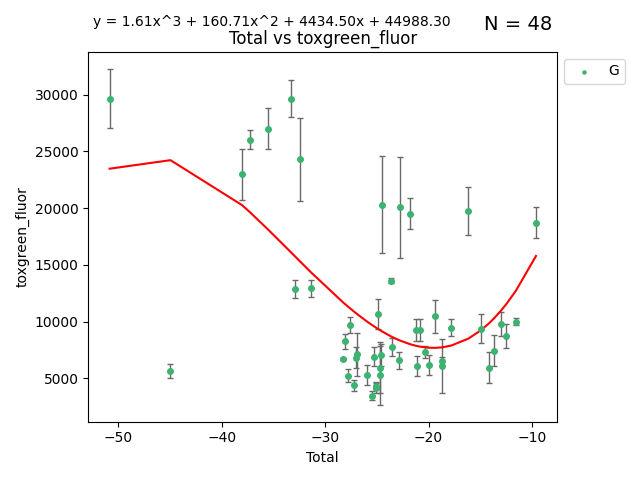 y = 1.61x^3 + 160.71x^2 + 4434.50x + 44988.30
N = 48
Total vs toxgreen_fluor
G
30000
25000
20000
15000
10000
5000
toxgreen_fluor
−50
−40
−30
−20
−10
Total